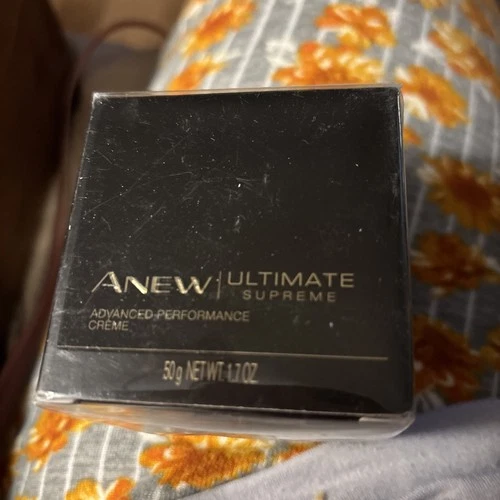 ANEW ULTIMATE
SUPREME
ADVANCED PERFORMANCE
CRÈME
50g NET WT. 1.7 OZ